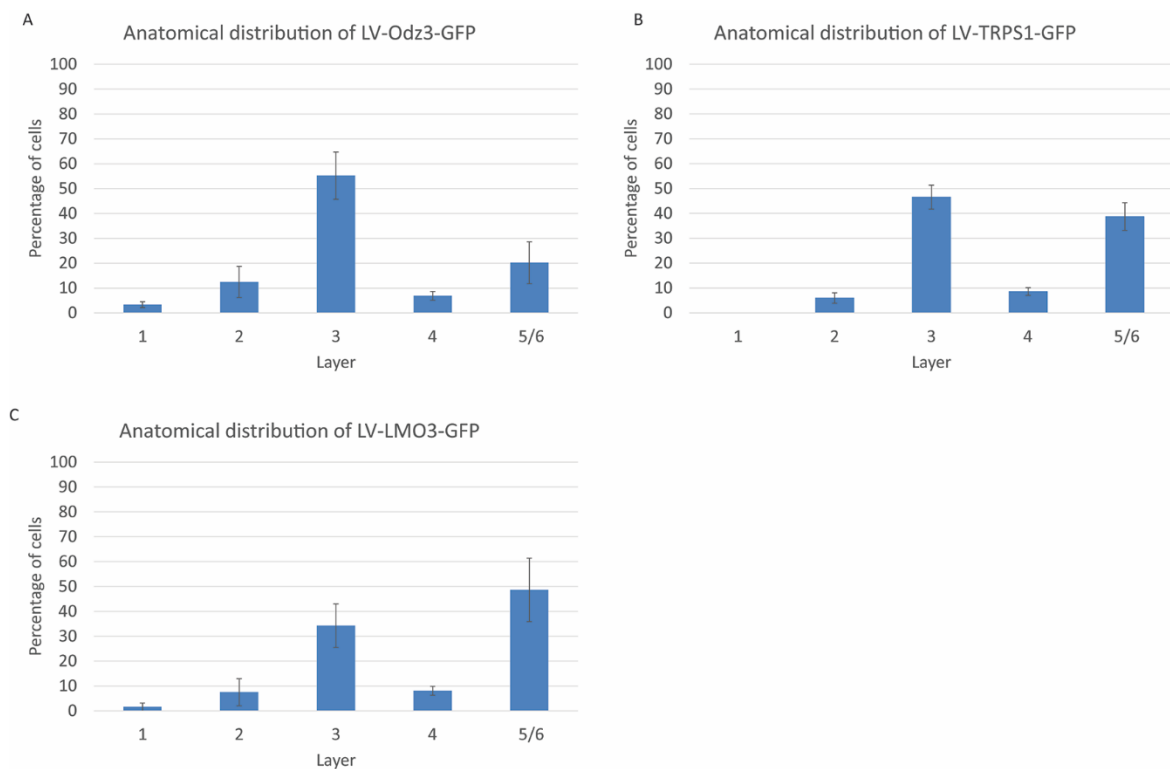 A
Anatomical distribution of LV-Odz3-GFP
100
90
80
70
60
50
40
30
20
10
0
Percentage of cells
1 2 3 4 5/6
Layer
B
Anatomical distribution of LV-TRPS1-GFP
100
90
80
70
60
50
40
30
20
10
0
Percentage of cells
1 2 3 4 5/6
Layer
C
Anatomical distribution of LV-LMO3-GFP
100
90
80
70
60
50
40
30
20
10
0
Percentage of cells
1 2 3 4 5/6
Layer